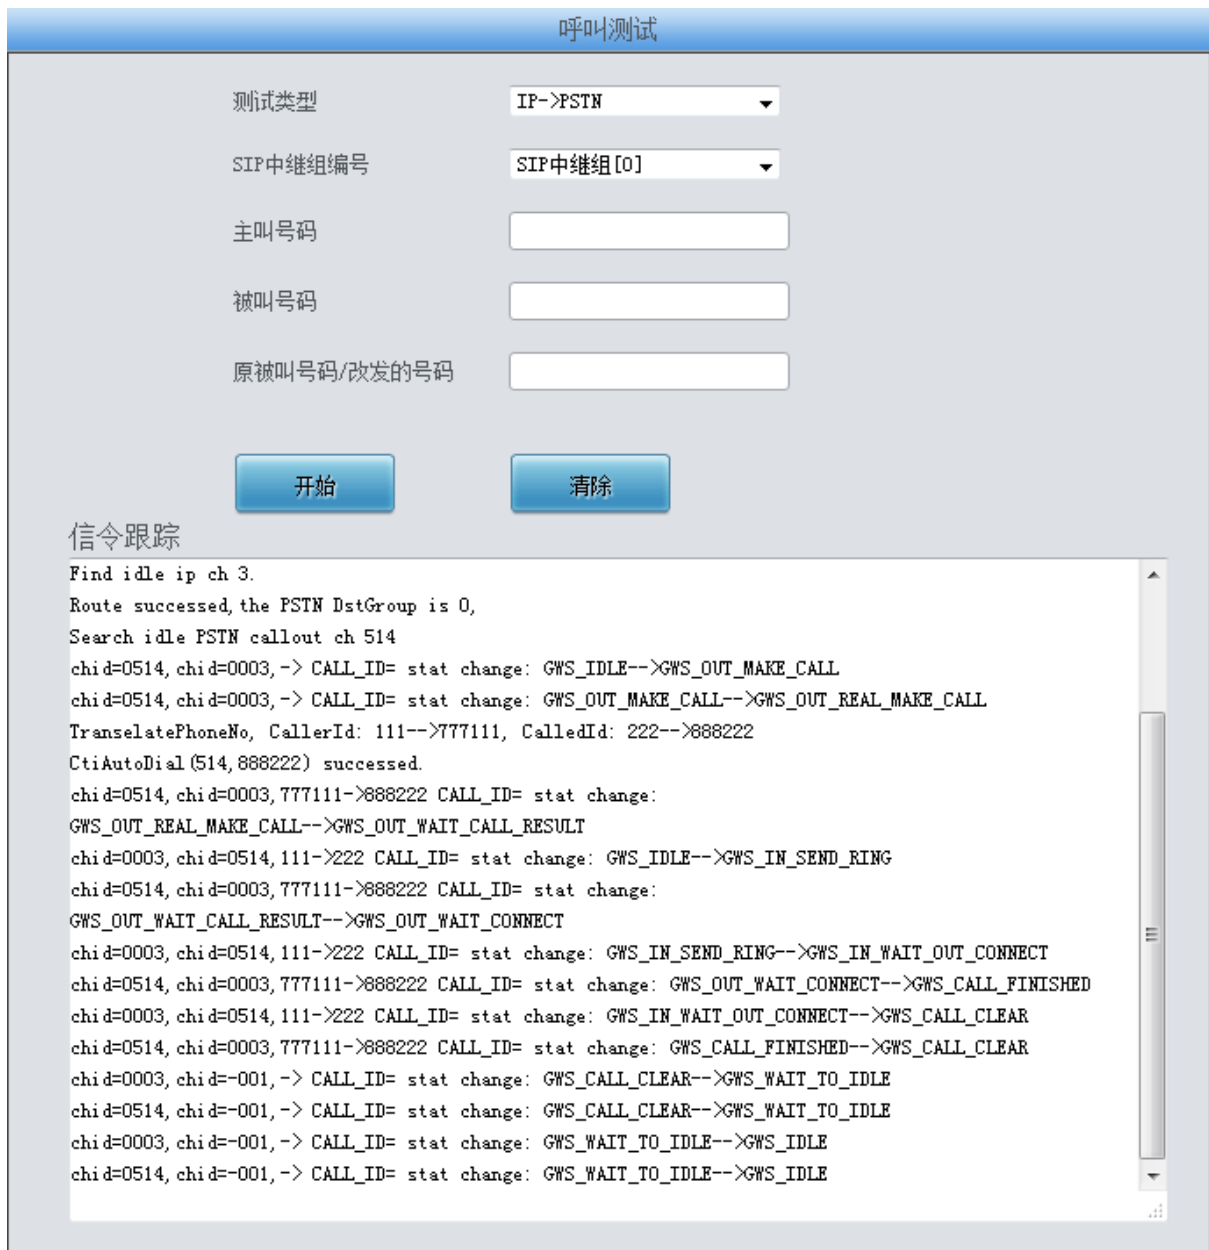 呼叫测试
测试类型 IP->PSTN
SIP中继组编号 SIP中继组[0]
主叫号码
被叫号码
原被叫号码/改发的号码
开始 清除
信令跟踪
Find idle ip ch 3.
Route successed, the PSTN DstGroup is 0,
Search idle PSTN callout ch 514
chid=0514, chid=0003, -> CALL_ID= stat change: GWS_IDLE-->GWS_OUT_MAKE_CALL
chid=0514, chid=0003, -> CALL_ID= stat change: GWS_OUT_MAKE_CALL-->GWS_OUT_REAL_MAKE_CALL
TranselatePhoneNo, CallerId: 111-->777111, CalledId: 222-->888222
CtiAutoDial(514, 888222) successed.
chid=0514, chid=0003, 777111->888222 CALL_ID= stat change:
GWS_OUT_REAL_MAKE_CALL-->GWS_OUT_WAIT_CALL_RESULT
chid=0003, chid=0514, 111->222 CALL_ID= stat change: GWS_IDLE-->GWS_IN_SEND_RING
chid=0514, chid=0003, 777111->888222 CALL_ID= stat change:
GWS_OUT_WAIT_CALL_RESULT-->GWS_OUT_WAIT_CONNECT
chid=0003, chid=0514, 111->222 CALL_ID= stat change: GWS_IN_SEND_RING-->GWS_IN_WAIT_OUT_CONNECT
chid=0514, chid=0003, 777111->888222 CALL_ID= stat change: GWS_OUT_WAIT_CONNECT-->GWS_CALL_FINISHED
chid=0003, chid=0514, 111->222 CALL_ID= stat change: GWS_IN_WAIT_OUT_CONNECT-->GWS_CALL_CLEAR
chid=0514, chid=0003, 777111->888222 CALL_ID= stat change: GWS_CALL_FINISHED-->GWS_CALL_CLEAR
chid=0003, chid=-001, -> CALL_ID= stat change: GWS_CALL_CLEAR-->GWS_WAIT_TO_IDLE
chid=0514, chid=-001, -> CALL_ID= stat change: GWS_CALL_CLEAR-->GWS_WAIT_TO_IDLE
chid=0003, chid=-001, -> CALL_ID= stat change: GWS_WAIT_TO_IDLE-->GWS_IDLE
chid=0514, chid=-001, -> CALL_ID= stat change: GWS_WAIT_TO_IDLE-->GWS_IDLE